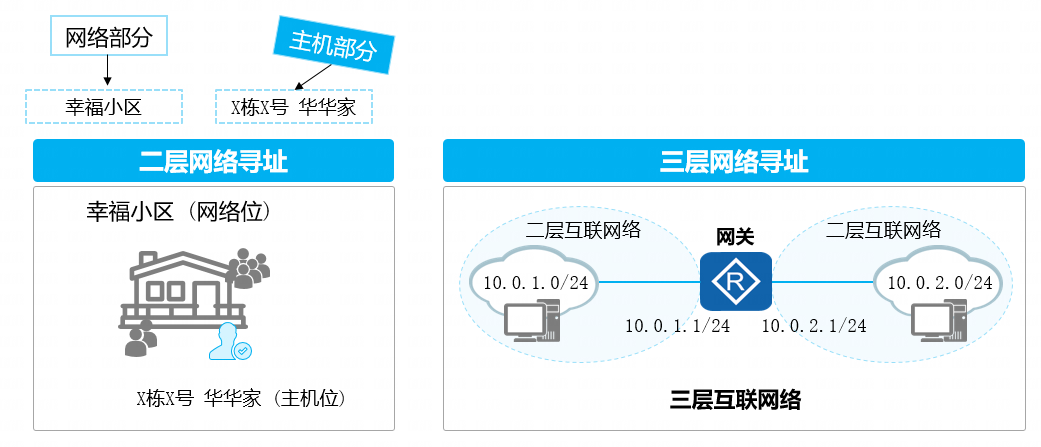 网络部分
主机部分
幸福小区
X栋X号 华华家
二层网络寻址
三层网络寻址
幸福小区（网络位）
X栋X号 华华家（主机位）
二层互联网络
网关
二层互联网络
10.0.1.0/24
R
10.0.2.0/24
10.0.1.1/24
10.0.2.1/24
三层互联网络